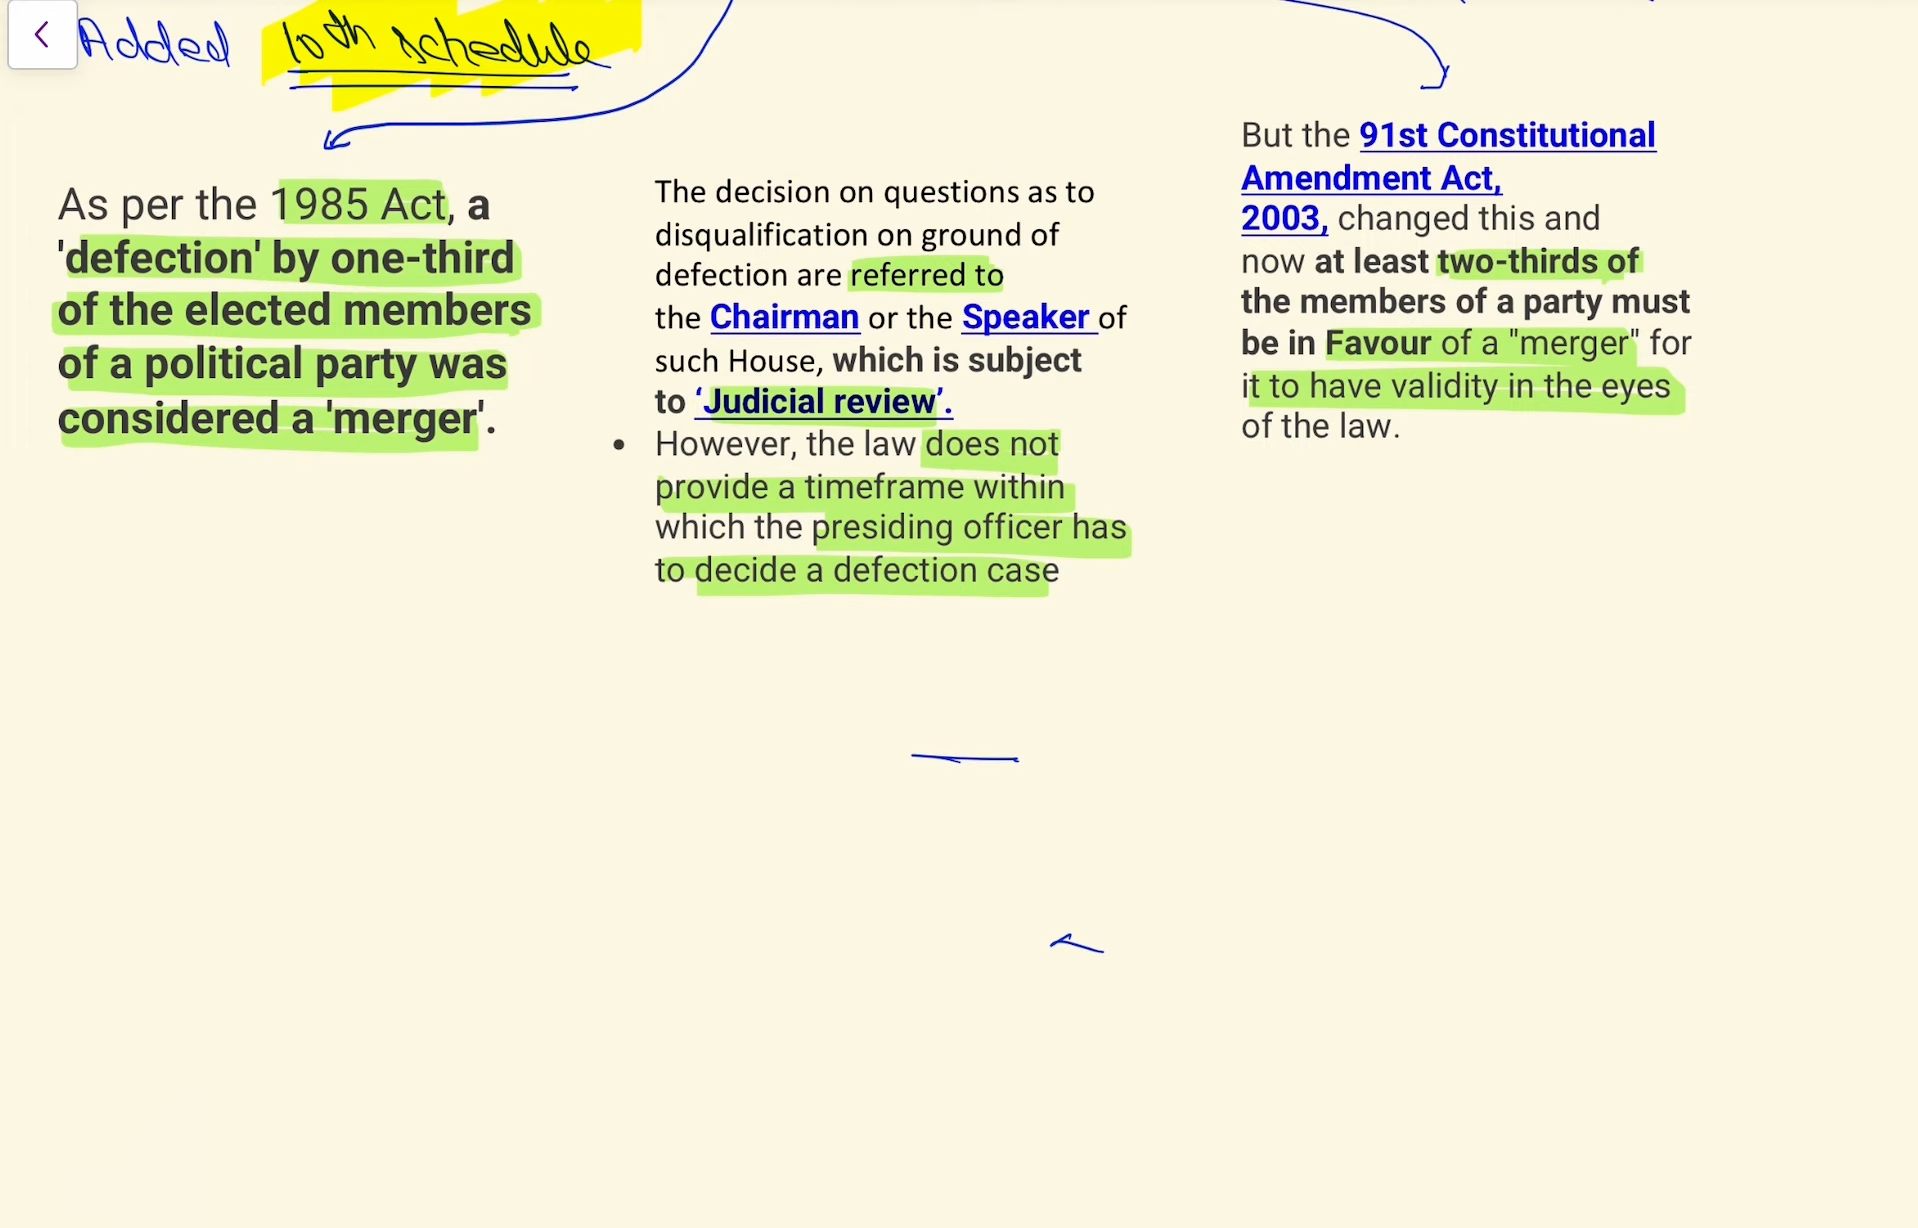 Added 10th schedule
As per the 1985 Act, a
'defection' by one-third
of the elected members
of a political party was
considered a 'merger'.
The decision on questions as to
disqualification on ground of
defection are referred to
the Chairman or the Speaker of
such House, which is subject
to ‘Judicial review’.
• However, the law does not
provide a timeframe within
which the presiding officer has
to decide a defection case
But the 91st Constitutional
Amendment Act,
2003, changed this and
now at least two-thirds of
the members of a party must
be in Favour of a "merger" for
it to have validity in the eyes
of the law.